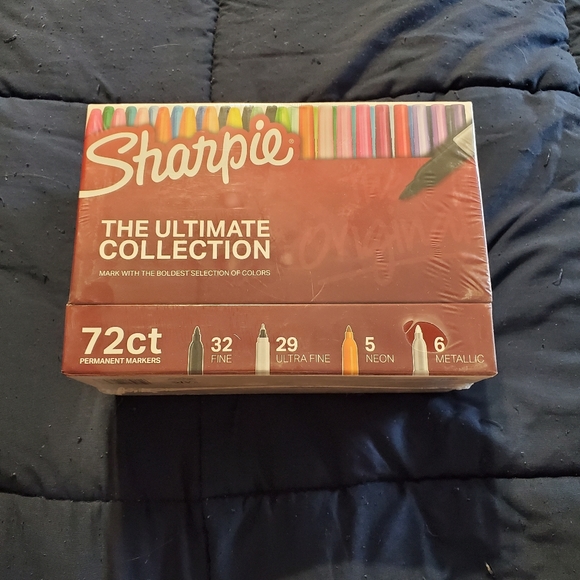 Sharpie
THE ULTIMATE
COLLECTION
MARK WITH THE BOLDEST SELECTION OF COLORS
72ct
PERMANENT MARKERS
32
FINE
29
ULTRA FINE
5
NEON
6
METALLIC